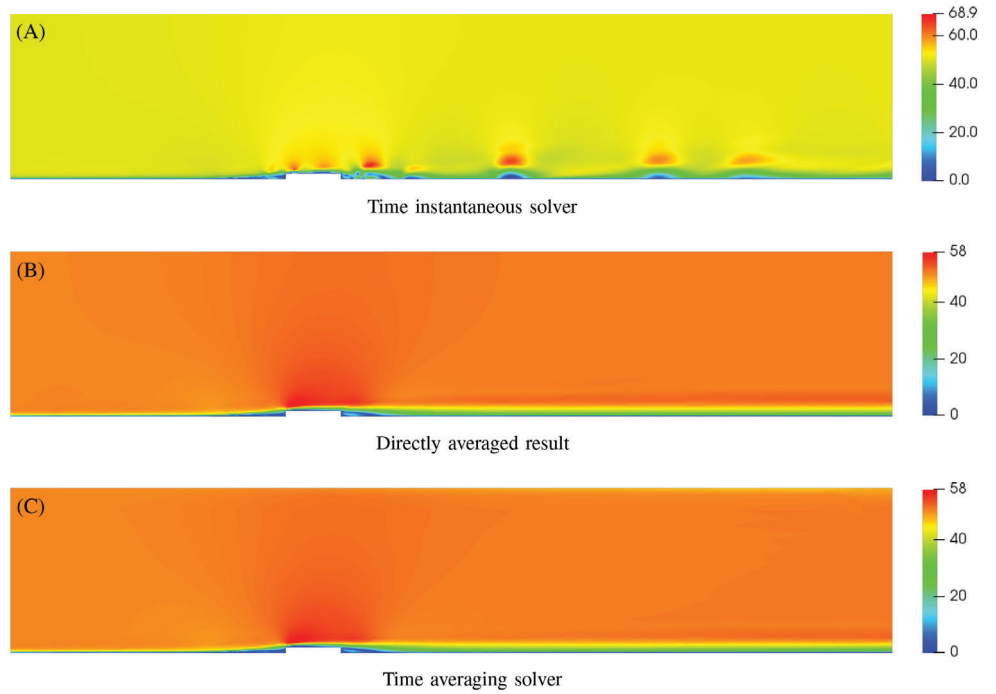 (A)
68.9
60.0
40.0
20.0
0.0
Time instantaneous solver
(B)
58
40
20
0
Directly averaged result
(C)
58
40
20
0
Time averaging solver